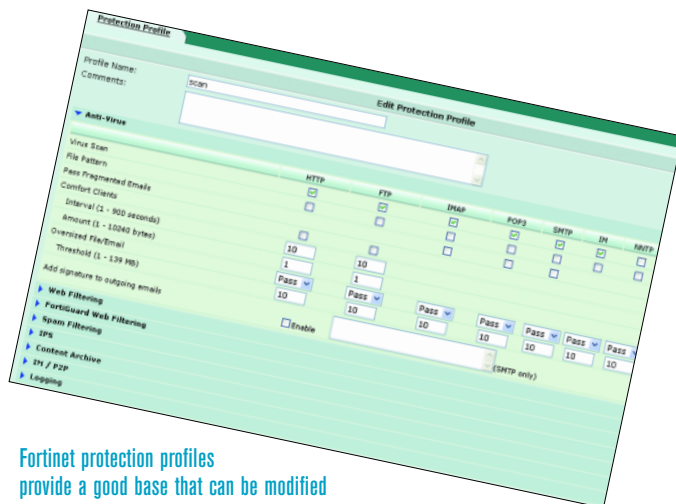 Protection Profile
Edit Protection Profile
Profile Name: scan
Comments:
Anti-Virus
HTTP FTP IMAP POP3 SMTP IM NNTP
Virus Scan
File Pattern
Pass Fragmented Emails
Comfort Clients
Interval (1 - 900 seconds) 10 10
Amount (1 - 10240 bytes) 1 1
Oversized File/Email Pass Pass Pass Pass Pass Pass Pass
Threshold (1 - 139 MB) 10 10 10 10 10 10 10
Add signature to outgoing emails Enable (SMTP only)
Web Filtering
FortiGuard Web Filtering
Spam Filtering
IPS
Content Archive
IM / P2P
Logging
Fortinet protection profiles
provide a good base that can be modified